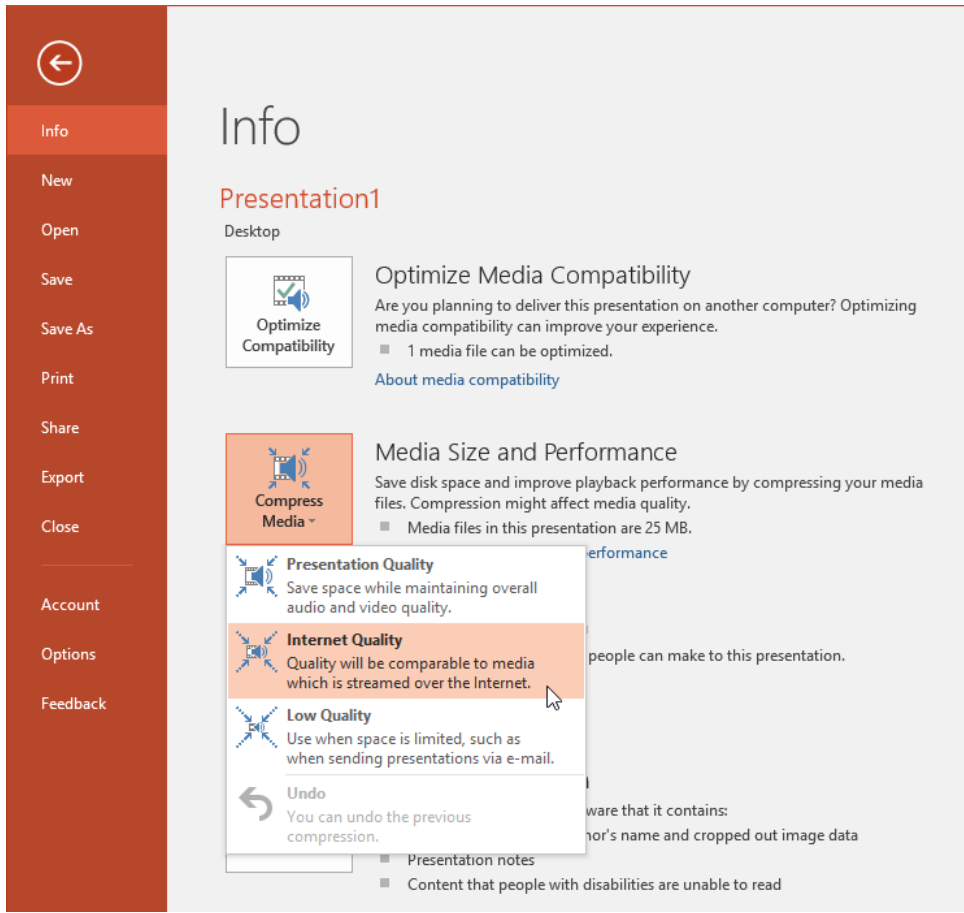 Info
New
Open
Save
Save As
Print
Share
Export
Close
Account
Options
Feedback
Info
Presentation1
Desktop
Optimize
Compatibility
Optimize Media Compatibility
Are you planning to deliver this presentation on another computer? Optimizing
media compatibility can improve your experience.
1 media file can be optimized.
About media compatibility
Compress
Media
Media Size and Performance
Save disk space and improve playback performance by compressing your media
files. Compression might affect media quality.
Media files in this presentation are 25 MB.
performance
Presentation Quality
Save space while maintaining overall
audio and video quality.
Internet Quality
Quality will be comparable to media
which is streamed over the Internet.
people can make to this presentation.
Low Quality
Use when space is limited, such as
when sending presentations via e-mail.
Undo
You can undo the previous
compression.
that it contains:
name and cropped out image data
Presentation notes
Content that people with disabilities are unable to read